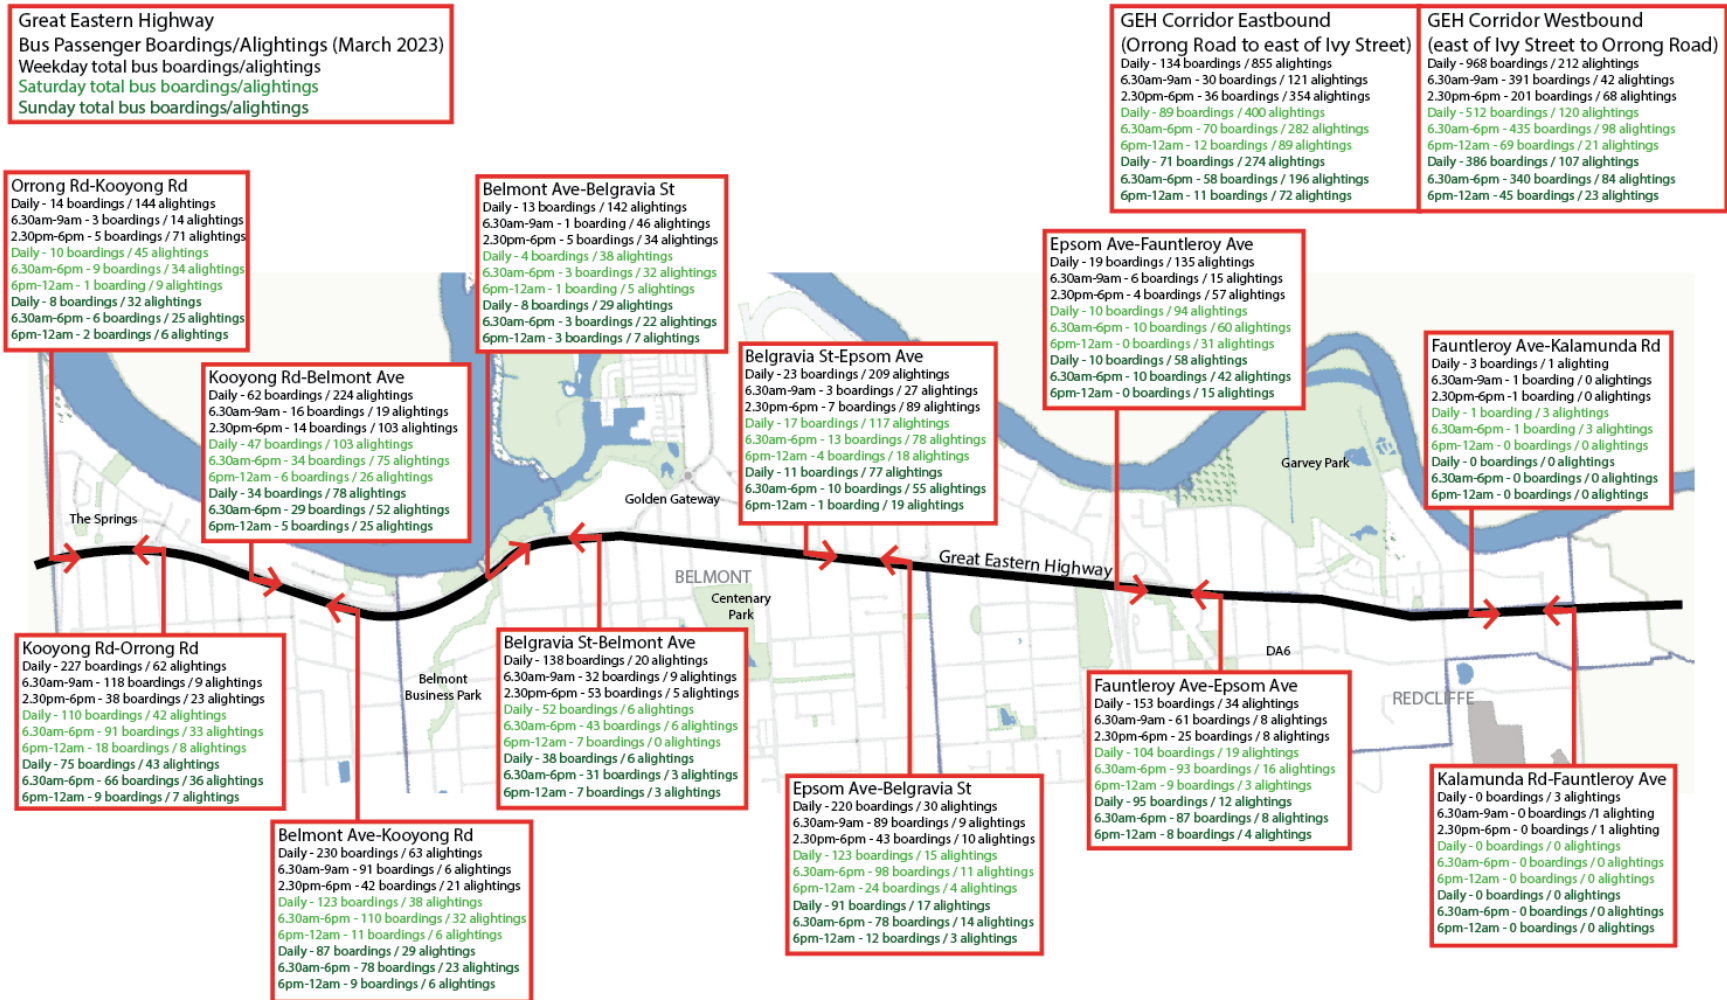 Great Eastern Highway
Bus Passenger Boardings/Alightings (March 2023)
Weekday total bus boardings/alightings
Saturday total bus boardings/alightings
Sunday total bus boardings/alightings
GEH Corridor Eastbound
(Orrong Road to east of Ivy Street)
Daily - 134 boardings / 855 alightings
6.30am-9am - 30 boardings / 121 alightings
2.30pm-6pm - 36 boardings / 354 alightings
Daily - 89 boardings / 400 alightings
6.30am-6pm - 70 boardings / 282 alightings
6pm-12am - 12 boardings / 89 alightings
Daily - 71 boardings / 274 alightings
6.30am-6pm - 58 boardings / 196 alightings
6pm-12am - 11 boardings / 72 alightings
GEH Corridor Westbound
(east of Ivy Street to Orrong Road)
Daily - 968 boardings / 212 alightings
6.30am-9am - 391 boardings / 42 alightings
2.30pm-6pm - 201 boardings / 68 alightings
Daily - 512 boardings / 120 alightings
6.30am-6pm - 435 boardings / 98 alightings
6pm-12am - 69 boardings / 21 alightings
Daily - 386 boardings / 107 alightings
6.30am-6pm - 340 boardings / 84 alightings
6pm-12am - 45 boardings / 23 alightings
Orrong Rd-Kooyong Rd
Daily - 14 boardings / 144 alightings
6.30am-9am - 3 boardings / 14 alightings
2.30pm-6pm - 5 boardings / 71 alightings
Daily - 10 boardings / 45 alightings
6.30am-6pm - 9 boardings / 34 alightings
6pm-12am - 1 boarding / 9 alightings
Daily - 8 boardings / 32 alightings
6.30am-6pm - 6 boardings / 25 alightings
6pm-12am - 2 boardings / 6 alightings
Belmont Ave-Belgravia St
Daily - 13 boardings / 142 alightings
6.30am-9am - 1 boarding / 46 alightings
2.30pm-6pm - 5 boardings / 34 alightings
Daily - 4 boardings / 38 alightings
6.30am-6pm - 3 boardings / 32 alightings
6pm-12am - 1 boarding / 5 alightings
Daily - 8 boardings / 29 alightings
6.30am-6pm - 3 boardings / 22 alightings
6pm-12am - 3 boardings / 7 alightings
Epsom Ave-Fauntleroy Ave
Daily - 19 boardings / 135 alightings
6.30am-9am - 6 boardings / 15 alightings
2.30pm-6pm - 4 boardings / 57 alightings
Daily - 10 boardings / 94 alightings
6.30am-6pm - 10 boardings / 60 alightings
6pm-12am - 0 boardings / 31 alightings
Daily - 10 boardings / 58 alightings
6.30am-6pm - 10 boardings / 42 alightings
6pm-12am - 0 boardings / 15 alightings
Kooyong Rd-Belmont Ave
Daily - 62 boardings / 224 alightings
6.30am-9am - 16 boardings / 19 alightings
2.30pm-6pm - 14 boardings / 103 alightings
Daily - 47 boardings / 103 alightings
6.30am-6pm - 34 boardings / 75 alightings
6pm-12am - 6 boardings / 26 alightings
Daily - 34 boardings / 78 alightings
6.30am-6pm - 29 boardings / 52 alightings
6pm-12am - 5 boardings / 25 alightings
Belgravia St-Epsom Ave
Daily - 23 boardings / 209 alightings
6.30am-9am - 3 boardings / 27 alightings
2.30pm-6pm - 7 boardings / 89 alightings
Daily - 17 boardings / 117 alightings
6.30am-6pm - 13 boardings / 78 alightings
6pm-12am - 4 boardings / 18 alightings
Daily - 11 boardings / 77 alightings
6.30am-6pm - 10 boardings / 55 alightings
6pm-12am - 1 boarding / 19 alightings
Fauntleroy Ave-Kalamunda Rd
Daily - 3 boardings / 1 alighting
6.30am-9am - 1 boarding / 0 alightings
2.30pm-6pm -1 boarding / 0 alightings
Daily - 1 boarding / 3 alightings
6.30am-6pm - 1 boarding / 3 alightings
6pm-12am - 0 boardings / 0 alightings
Daily - 0 boardings / 0 alightings
6.30am-6pm - 0 boardings / 0 alightings
6pm-12am - 0 boardings / 0 alightings
The Springs
Golden Gateway
Garvey Park
Great Eastern Highway
BELMONT
Centenary
Park
Belmont
Business Park
DA6
REDCLIFFE
Kooyong Rd-Orrong Rd
Daily - 227 boardings / 62 alightings
6.30am-9am - 118 boardings / 9 alightings
2.30pm-6pm - 38 boardings / 23 alightings
Daily - 110 boardings / 42 alightings
6.30am-6pm - 91 boardings / 33 alightings
6pm-12am - 18 boardings / 8 alightings
Daily - 75 boardings / 43 alightings
6.30am-6pm - 66 boardings / 36 alightings
6pm-12am - 9 boardings / 7 alightings
Belgravia St-Belmont Ave
Daily - 138 boardings / 20 alightings
6.30am-9am - 32 boardings / 9 alightings
2.30pm-6pm - 53 boardings / 5 alightings
Daily - 52 boardings / 6 alightings
6.30am-6pm - 43 boardings / 6 alightings
6pm-12am - 7 boardings / 0 alightings
Daily - 38 boardings / 6 alightings
6.30am-6pm - 31 boardings / 3 alightings
6pm-12am - 7 boardings / 3 alightings
Fauntleroy Ave-Epsom Ave
Daily - 153 boardings / 34 alightings
6.30am-9am - 61 boardings / 8 alightings
2.30pm-6pm - 25 boardings / 8 alightings
Daily - 104 boardings / 19 alightings
6.30am-6pm - 93 boardings / 16 alightings
6pm-12am - 9 boardings / 3 alightings
Daily - 95 boardings / 12 alightings
6.30am-6pm - 87 boardings / 8 alightings
6pm-12am - 8 boardings / 4 alightings
Epsom Ave-Belgravia St
Daily - 220 boardings / 30 alightings
6.30am-9am - 89 boardings / 9 alightings
2.30pm-6pm - 43 boardings / 10 alightings
Daily - 123 boardings / 15 alightings
6.30am-6pm - 98 boardings / 11 alightings
6pm-12am - 24 boardings / 4 alightings
Daily - 91 boardings / 17 alightings
6.30am-6pm - 78 boardings / 14 alightings
6pm-12am - 12 boardings / 3 alightings
Kalamunda Rd-Fauntleroy Ave
Daily - 0 boardings / 3 alightings
6.30am-9am - 0 boardings / 1 alighting
2.30pm-6pm - 0 boardings / 1 alighting
Daily - 0 boardings / 0 alightings
6.30am-6pm - 0 boardings / 0 alightings
6pm-12am - 0 boardings / 0 alightings
Daily - 0 boardings / 0 alightings
6.30am-6pm - 0 boardings / 0 alightings
6pm-12am - 0 boardings / 0 alightings
Belmont Ave-Kooyong Rd
Daily - 230 boardings / 63 alightings
6.30am-9am - 91 boardings / 6 alightings
2.30pm-6pm - 42 boardings / 21 alightings
Daily - 123 boardings / 38 alightings
6.30am-6pm - 110 boardings / 32 alightings
6pm-12am - 11 boardings / 6 alightings
Daily - 87 boardings / 29 alightings
6.30am-6pm - 78 boardings / 23 alightings
6pm-12am - 9 boardings / 6 alightings